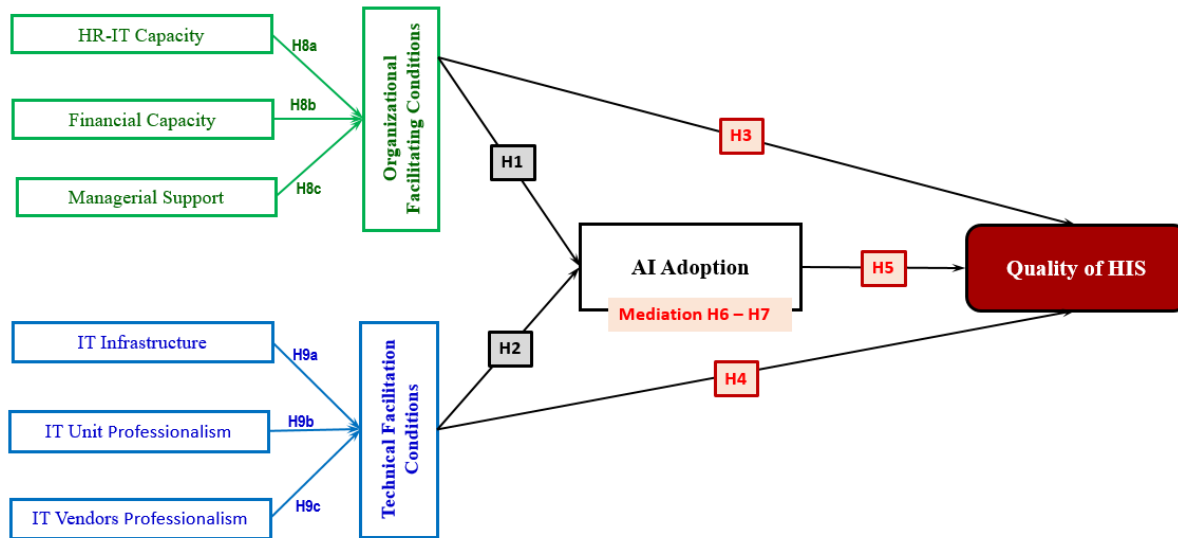 HR-IT Capacity
H8a
Financial Capacity
H8b
Managerial Support
H8c
Organizational
Facilitating Conditions
H1
H3
AI Adoption
Mediation H6 – H7
H5
Quality of HIS
IT Infrastructure
H9a
IT Unit Professionalism
H9b
IT Vendors Professionalism
H9c
Technical Facilitation
Conditions
H2
H4